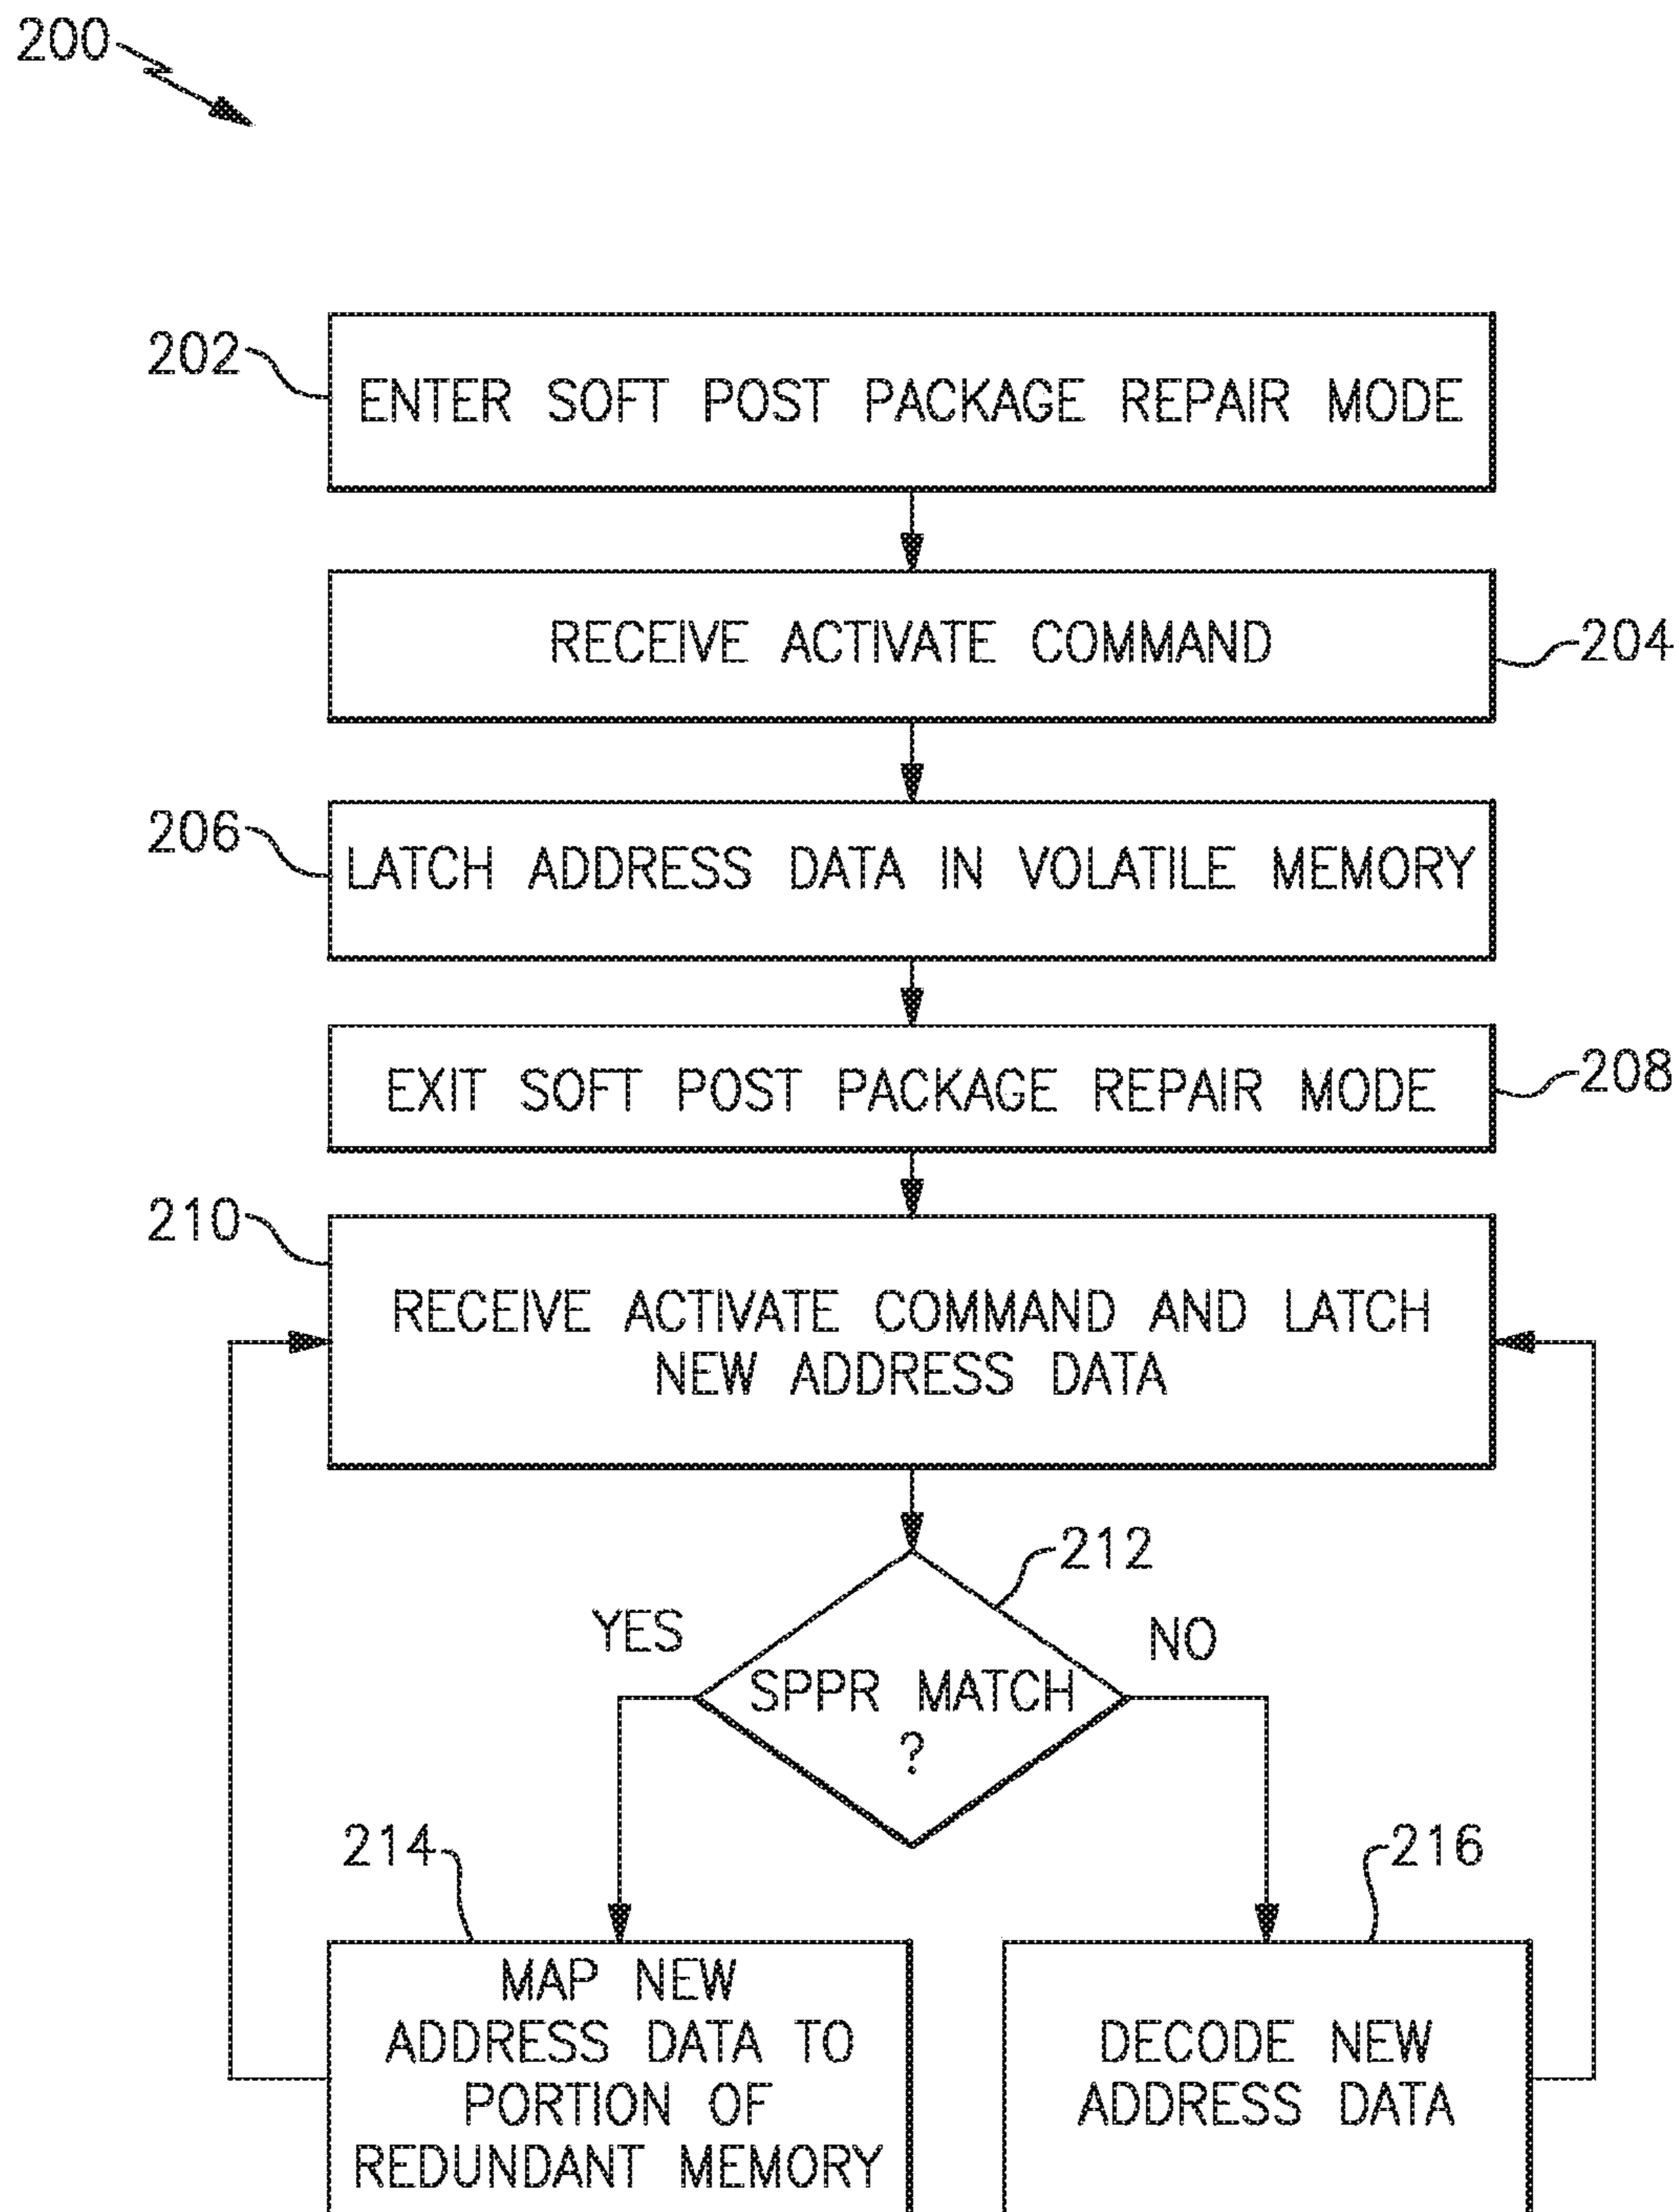 200
202
ENTER SOFT POST PACKAGE REPAIR MODE
RECEIVE ACTIVATE COMMAND
204
206
LATCH ADDRESS DATA IN VOLATILE MEMORY
EXIT SOFT POST PACKAGE REPAIR MODE
208
210
RECEIVE ACTIVATE COMMAND AND LATCH
NEW ADDRESS DATA
212
YES
NO
SPPR MATCH
?
214
216
MAP NEW
ADDRESS DATA TO
PORTION OF
REDUNDANT MEMORY
DECODE NEW
ADDRESS DATA